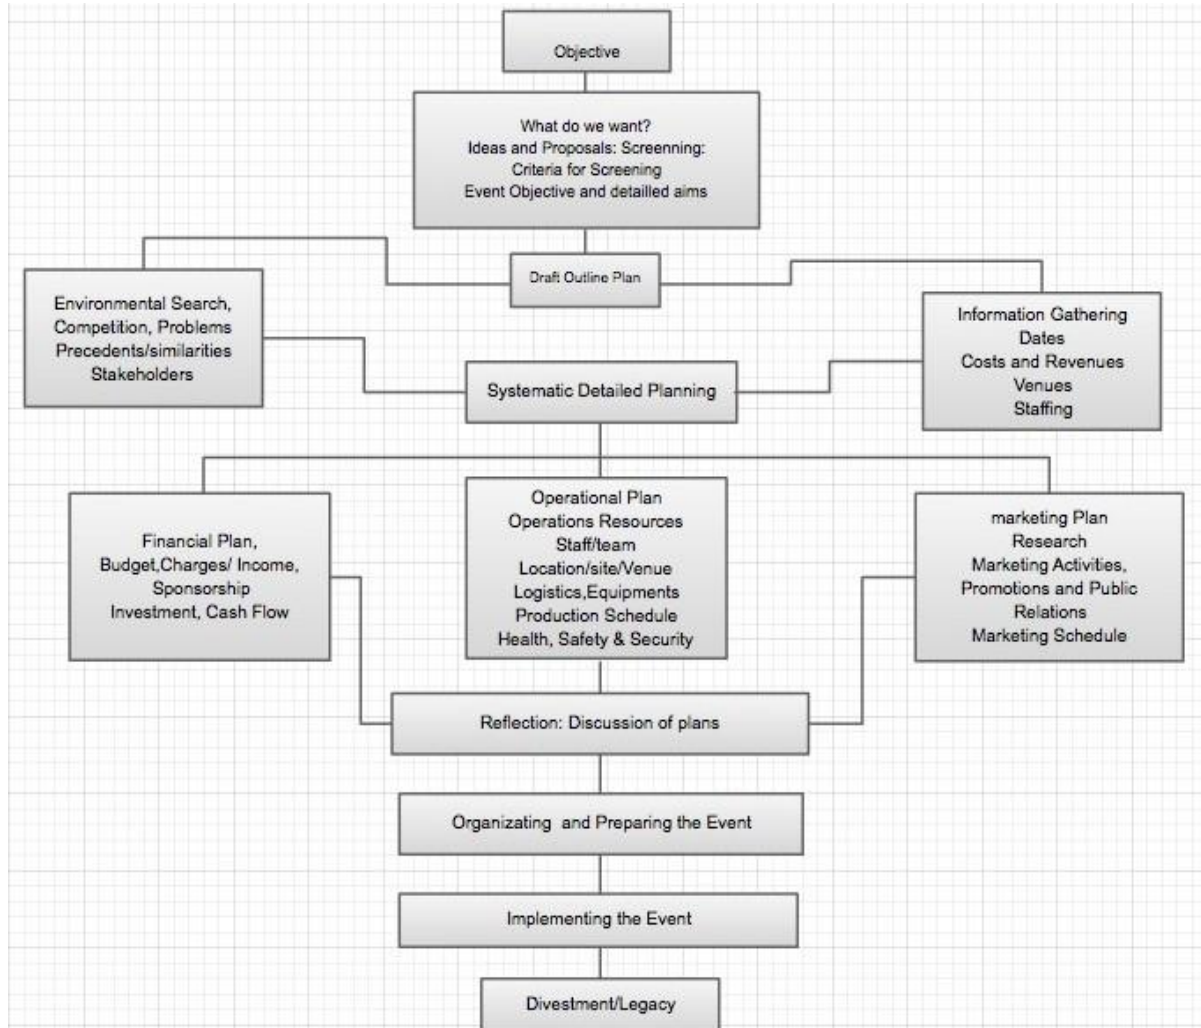 Objective
What do we want?
Ideas and Proposals: Screenning:
Criteria for Screening
Event Objective and detailled aims
Draft Outline Plan
Environmental Search,
Competition, Problems
Precedents/similarities
Stakeholders
Information Gathering
Dates
Costs and Revenues
Venues
Staffing
Systematic Detailed Planning
Financial Plan,
Budget,Charges/ Income,
Sponsorship
Investment, Cash Flow
Operational Plan
Operations Resources
Staff/team
Location/site/Venue
Logistics,Equipments
Production Schedule
Health, Safety & Security
marketing Plan
Research
Marketing Activities,
Promotions and Public
Relations
Marketing Schedule
Reflection: Discussion of plans
Organizating and Preparing the Event
Implementing the Event
Divestment/Legacy